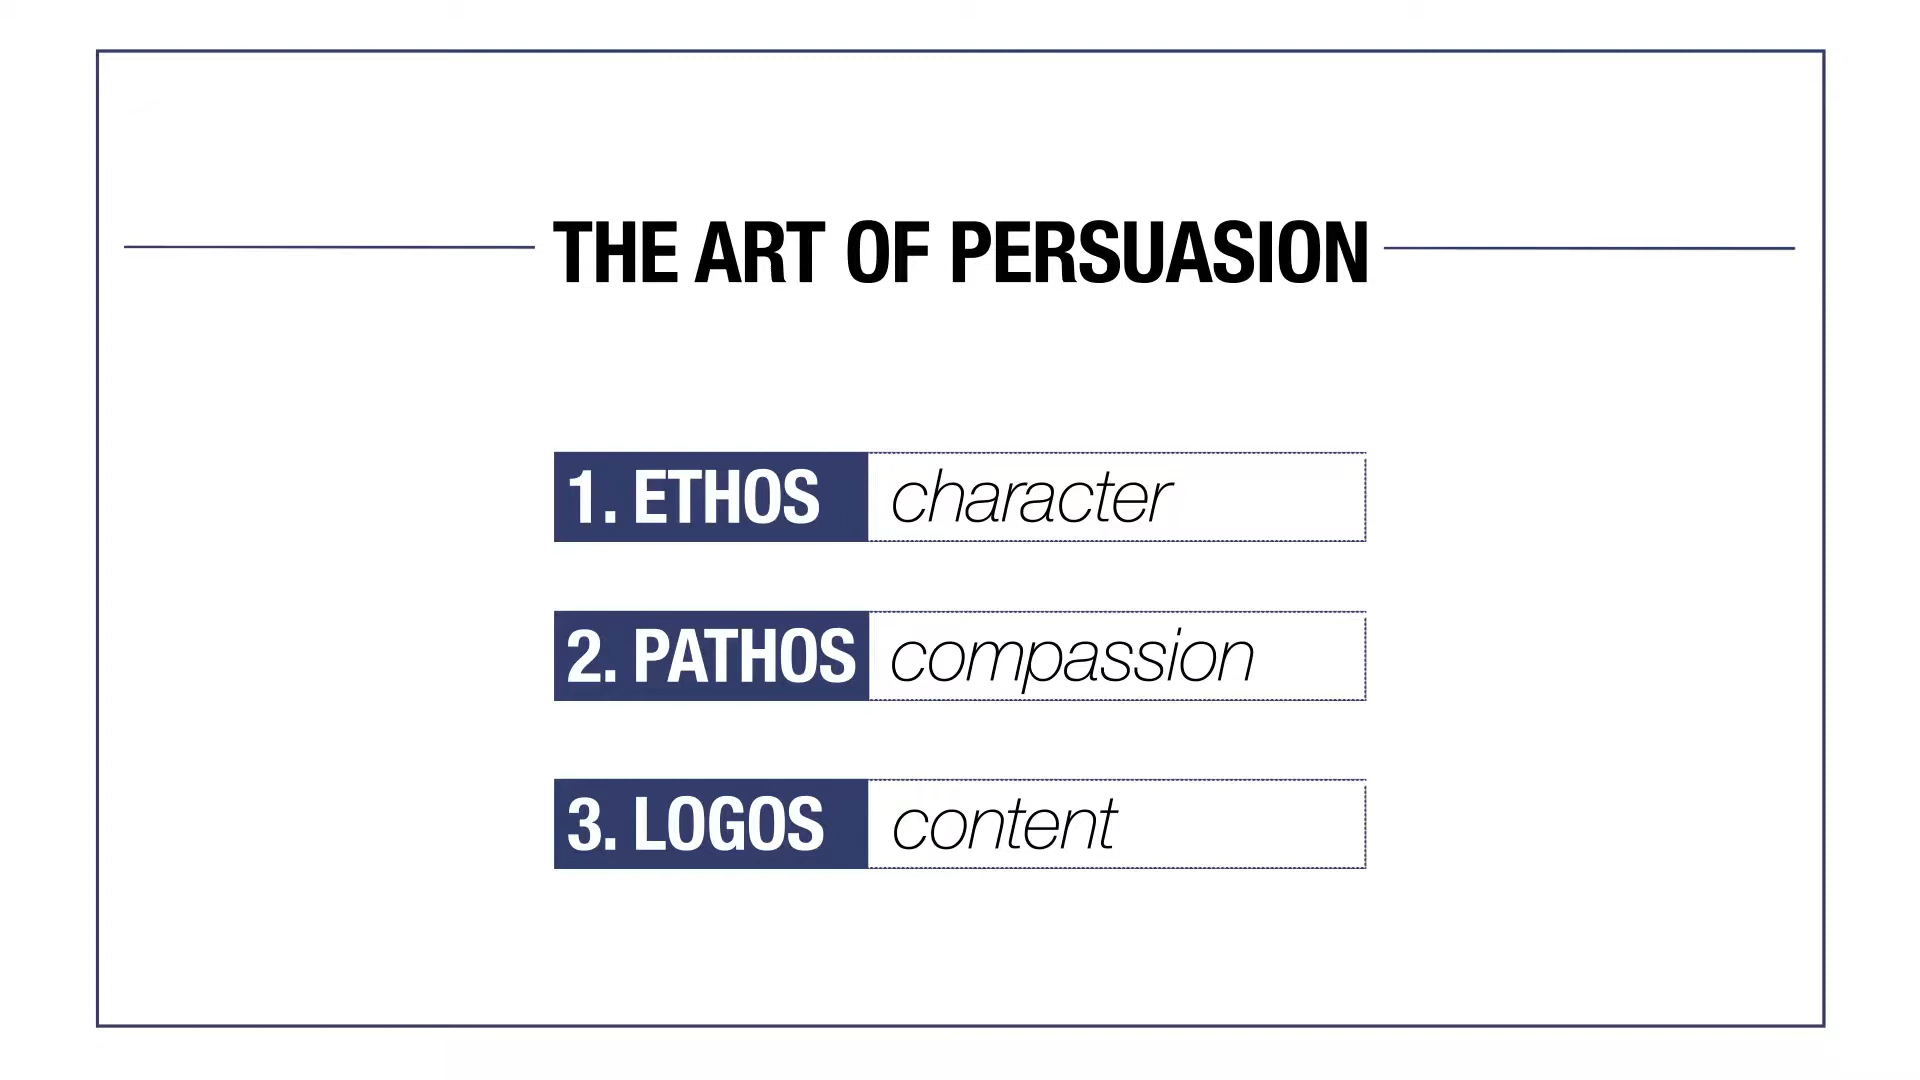 THE ART OF PERSUASION
1. ETHOS character
2. PATHOS compassion
3. LOGOS content